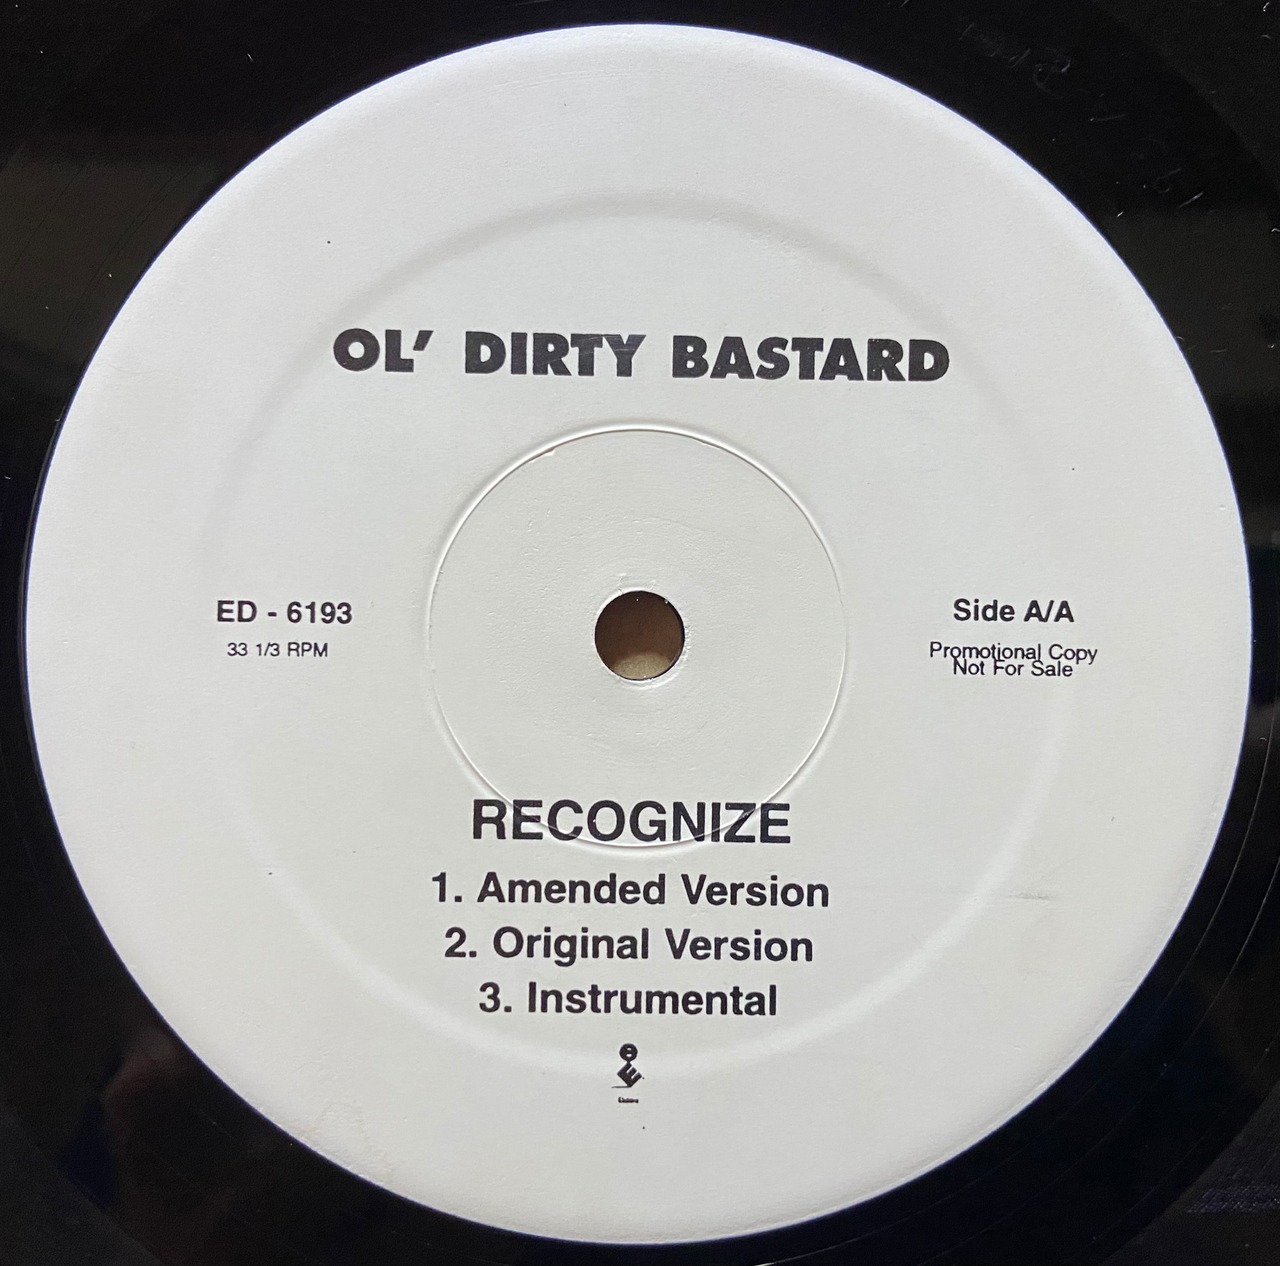 OL' DIRTY BASTARD
ED - 6193
33 1/3 RPM
Side A/A
Promotional Copy
Not For Sale
RECOGNIZE
1. Amended Version
2. Original Version
3. Instrumental